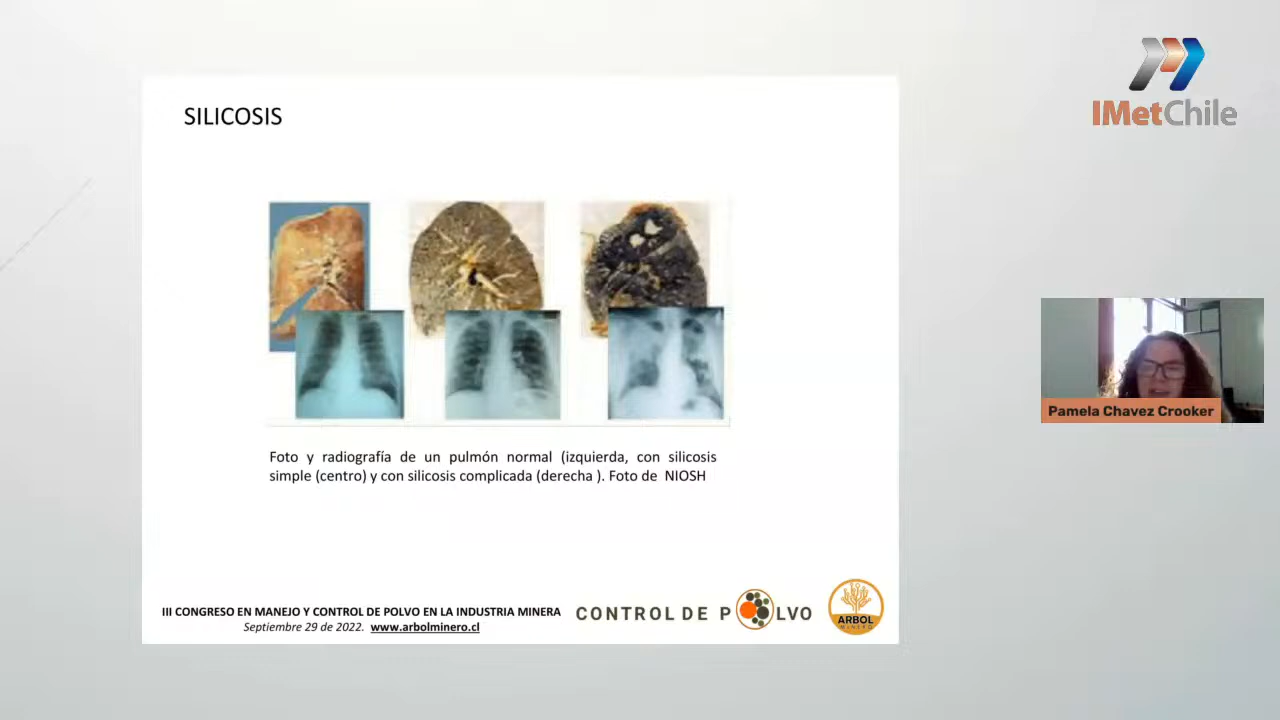 IMetChile
SILICOSIS
Foto y radiografía de un pulmón normal (izquierda, con silicosis
simple (centro) y con silicosis complicada (derecha ). Foto de NIOSH
Pamela Chavez Crooker
III CONGRESO EN MANEJO Y CONTROL DE POLVO EN LA INDUSTRIA MINERA
Septiembre 29 de 2022. www.arbolminero.cl
CONTROL DE POLVO
ARBOL
MINERO